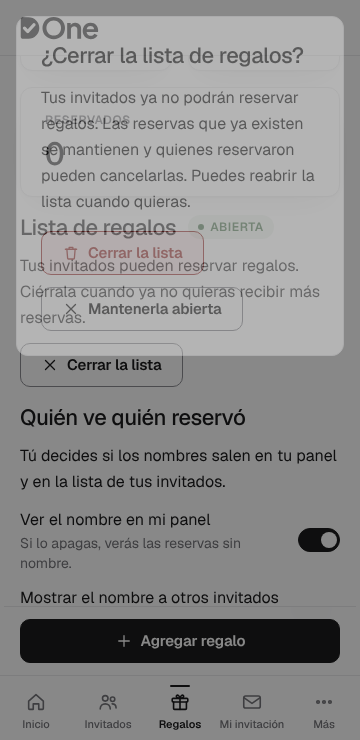 One
¿Cerrar la lista de regalos?
Tus invitados ya no podrán reservar
regalos. Las reservas que ya existen
se mantienen y quienes reservaron
pueden cancelarlas. Puedes reabrir la
lista cuando quieras.
RESERVADOS
0
Cerrar la lista
Mantenerla abierta
Lista de regalos
ABIERTA
Tus invitados pueden reservar regalos.
Ciérrala cuando ya no quieras recibir más
reservas.
Cerrar la lista
Quién ve quién reservó
Tú decides si los nombres salen en tu panel
y en la lista de tus invitados.
Ver el nombre en mi panel
Si lo apagas, verás las reservas sin
nombre.
Mostrar el nombre a otros invitados
Agregar regalo
Inicio
Invitados
Regalos
Mi invitación
Más